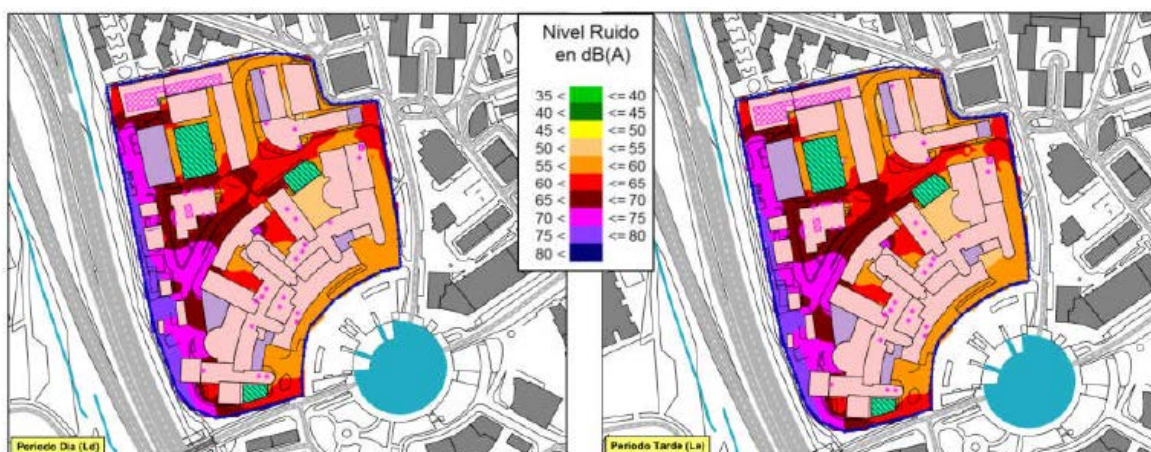 Nivel Ruido
en dB(A)
35 < <= 40
40 < <= 45
45 < <= 50
50 < <= 55
55 < <= 60
60 < <= 65
65 < <= 70
70 < <= 75
75 < <= 80
80 <
Periodo Día (Ld)
Periodo Tarde (Le)